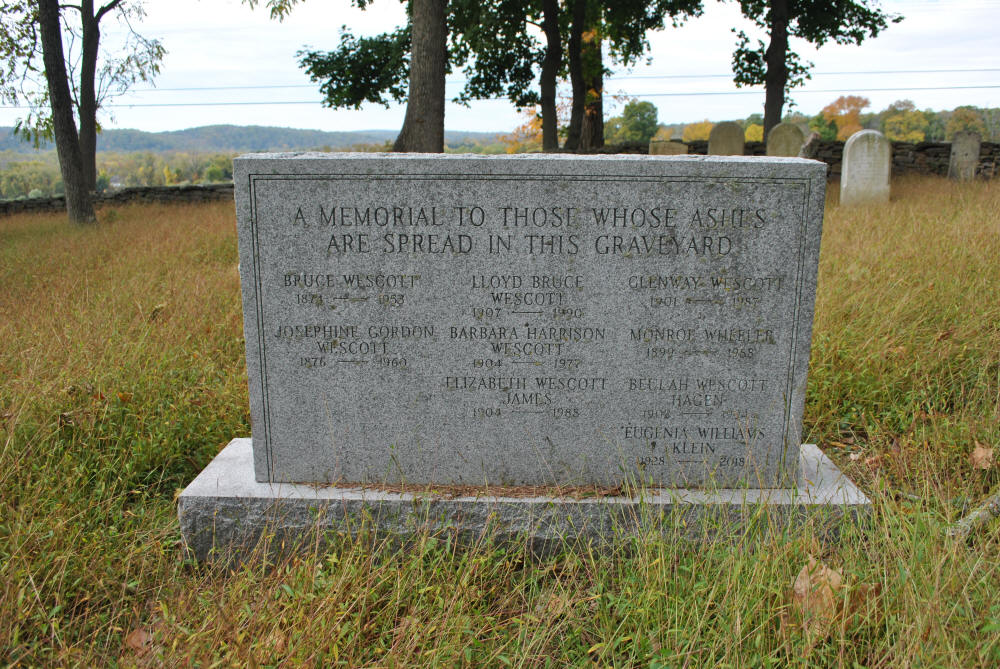 A MEMORIAL TO THOSE WHOSE ASHES
ARE SPREAD IN THIS GRAVEYARD
BRUCE WESCOTT
1874 — 1953
JOSEPHINE GORDON
WESCOTT
1876 — 1960
LLOYD BRUCE
WESCOTT
1907 — 1990
BARBARA HARRISON
WESCOTT
1904 — 1977
ELIZABETH WESCOTT
JAMES
1904 — 1988
GLENWAY WESCOTT
1901 — 1987
MONROE WHEELER
1899 — 1988
BEULAH WESCOTT
HAGEN
1908 —
EUGENIA WILLIAMS
KLEIN
1928 — 2018